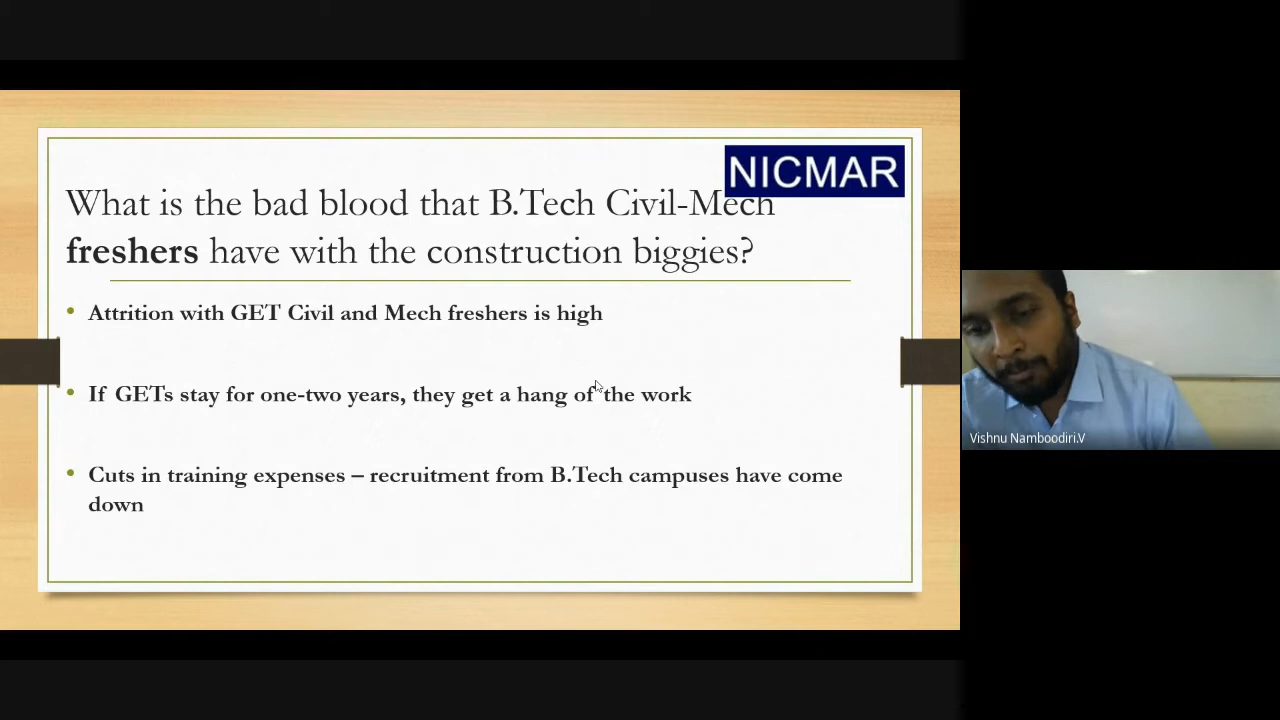 NICMAR
What is the bad blood that B.Tech Civil-Mech
freshers have with the construction biggies?
• Attrition with GET Civil and Mech freshers is high
• If GETs stay for one-two years, they get a hang of the work
• Cuts in training expenses – recruitment from B.Tech campuses have come
down
Vishnu Namboodiri.V